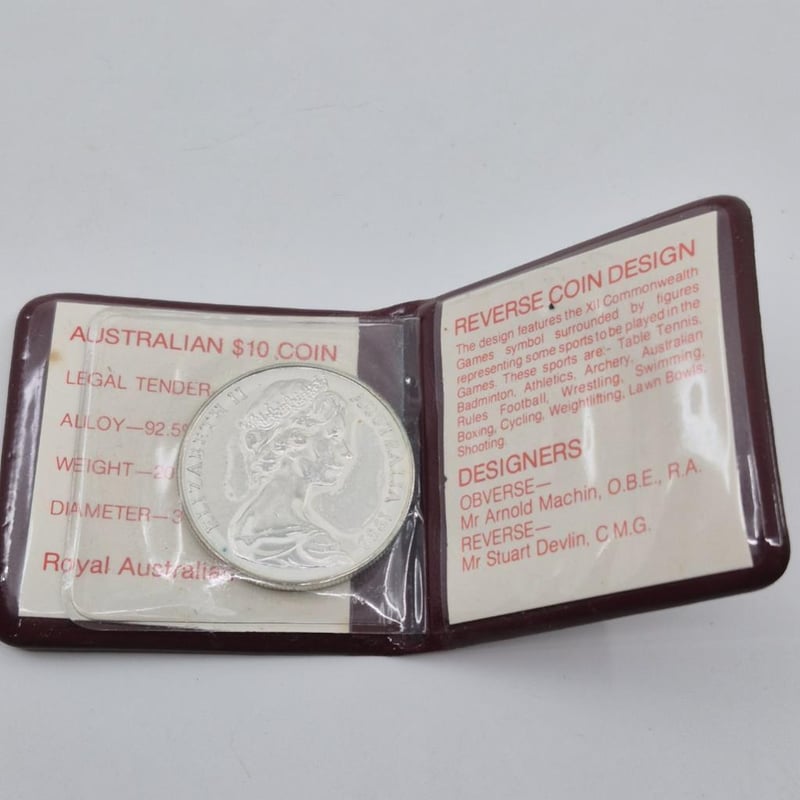 AUSTRALIAN $10 COIN
LEGAL TENDER
ALLOY—92.5
WEIGHT—20
DIAMETER—3
Royal Australian
ELIZABETH II AUSTRALIA 1982
REVERSE COIN DESIGN
The design features the XII Commonwealth
Games symbol surrounded by figures
representing some sports to be played in the
Games. These sports are:- Table Tennis,
Badminton, Athletics, Archery, Australian
Rules Football, Wrestling, Swimming,
Boxing, Cycling, Weightlifting, Lawn Bowls,
Shooting.
DESIGNERS
OBVERSE—
Mr Arnold Machin, O.B.E., R.A.
REVERSE—
Mr Stuart Devlin, C.M.G.